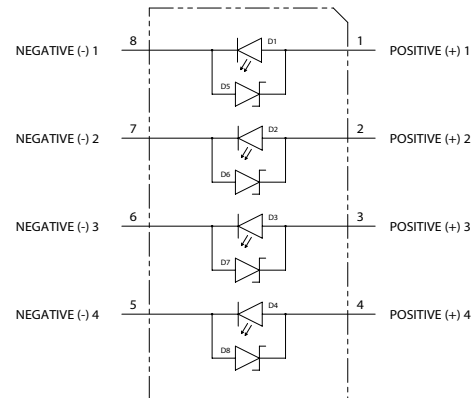 8 D1 1
NEGATIVE (-) 1 POSITIVE (+) 1
D5
7 D2 2
NEGATIVE (-) 2 POSITIVE (+) 2
D6
6 D3 3
NEGATIVE (-) 3 POSITIVE (+) 3
D7
5 D4 4
NEGATIVE (-) 4 POSITIVE (+) 4
D8